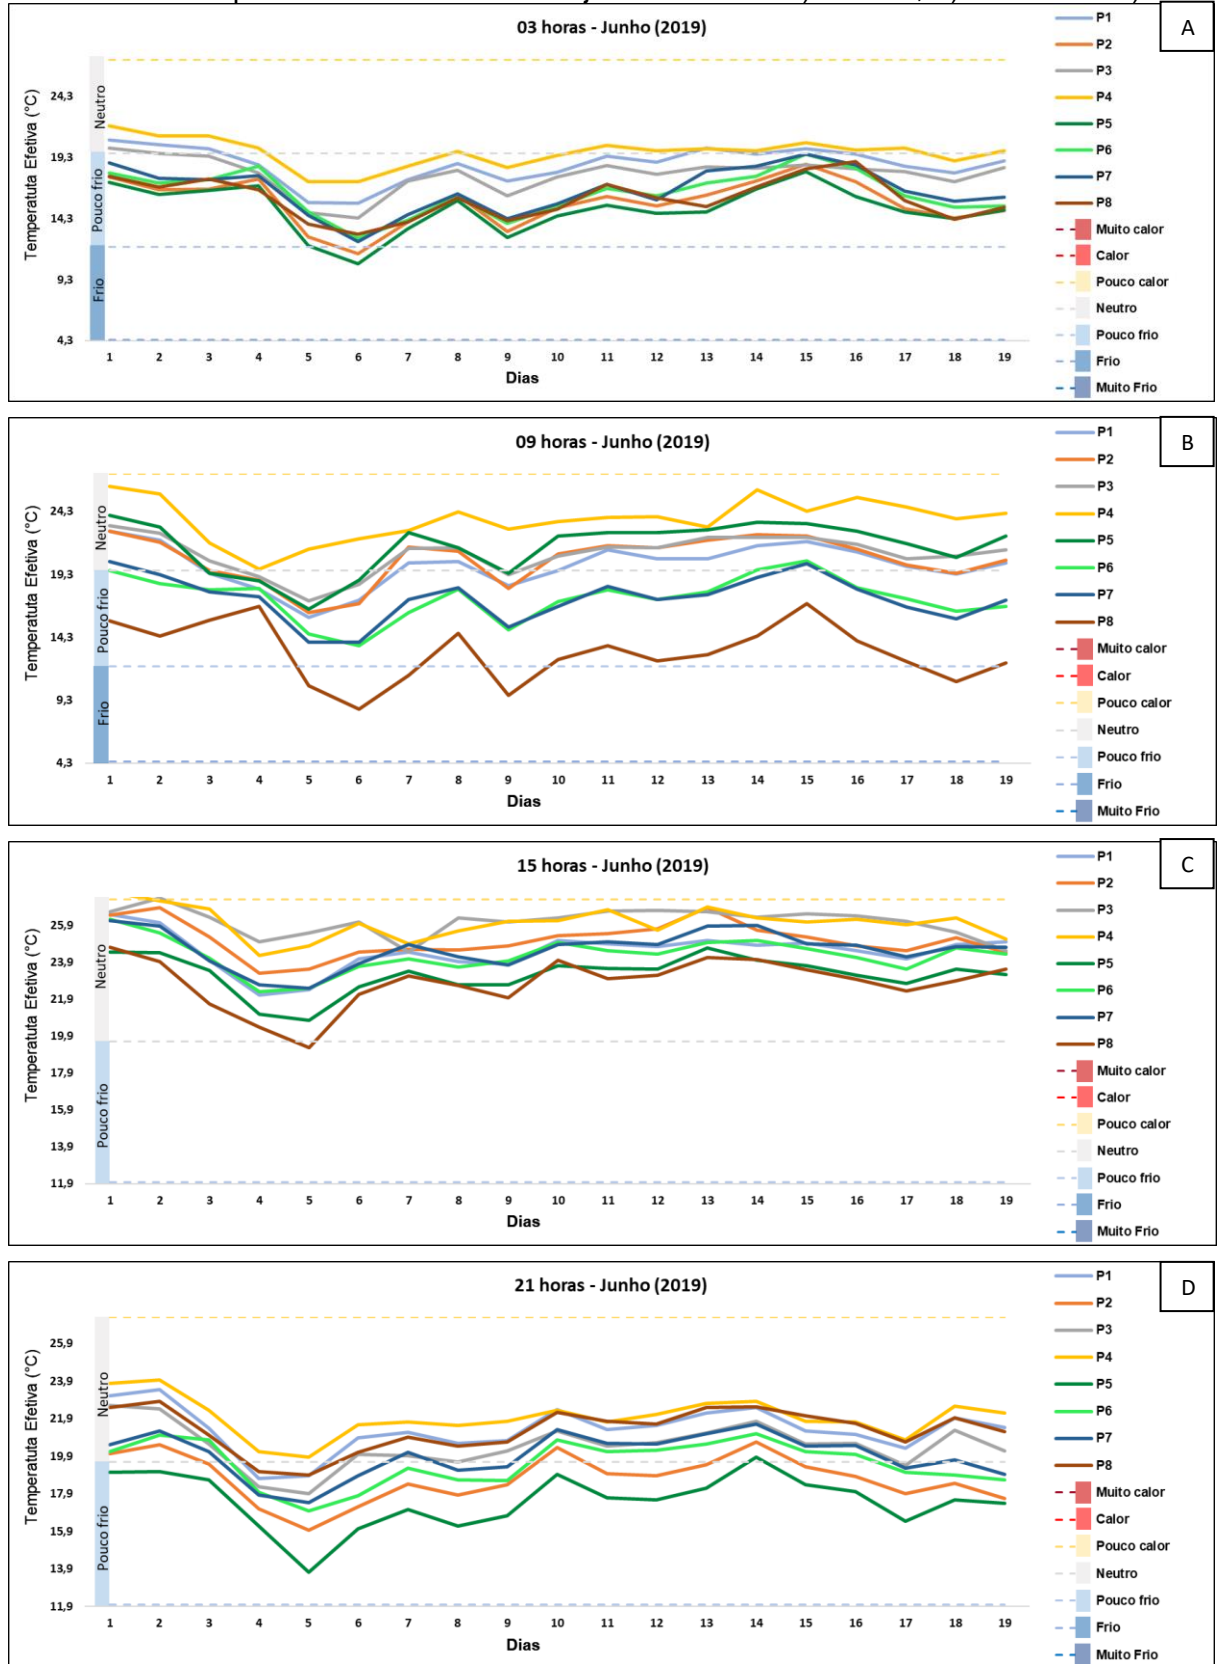 03 horas - Junho (2019)
A
Temperatuta Efetiva (°C)
Neutro
Pouco frio
Frio
24,3
19,3
14,3
9,3
4,3
1 2 3 4 5 6 7 8 9 10 11 12 13 14 15 16 17 18 19
Dias
P1
P2
P3
P4
P5
P6
P7
P8
Muito calor
Calor
Pouco calor
Neutro
Pouco frio
Frio
Muito Frio
09 horas - Junho (2019)
B
Temperatuta Efetiva (°C)
Neutro
Pouco frio
Frio
24,3
19,3
14,3
9,3
4,3
1 2 3 4 5 6 7 8 9 10 11 12 13 14 15 16 17 18 19
Dias
P1
P2
P3
P4
P5
P6
P7
P8
Muito calor
Calor
Pouco calor
Neutro
Pouco frio
Frio
Muito Frio
15 horas - Junho (2019)
C
Temperatuta Efetiva (°C)
Neutro
Pouco frio
25,9
23,9
21,9
19,9
17,9
15,9
13,9
11,9
1 2 3 4 5 6 7 8 9 10 11 12 13 14 15 16 17 18 19
Dias
P1
P2
P3
P4
P5
P6
P7
P8
Muito calor
Calor
Pouco calor
Neutro
Pouco frio
Frio
Muito Frio
21 horas - Junho (2019)
D
Temperatuta Efetiva (°C)
Neutro
Pouco frio
25,9
23,9
21,9
19,9
17,9
15,9
13,9
11,9
1 2 3 4 5 6 7 8 9 10 11 12 13 14 15 16 17 18 19
Dias
P1
P2
P3
P4
P5
P6
P7
P8
Muito calor
Calor
Pouco calor
Neutro
Pouco frio
Frio
Muito Frio